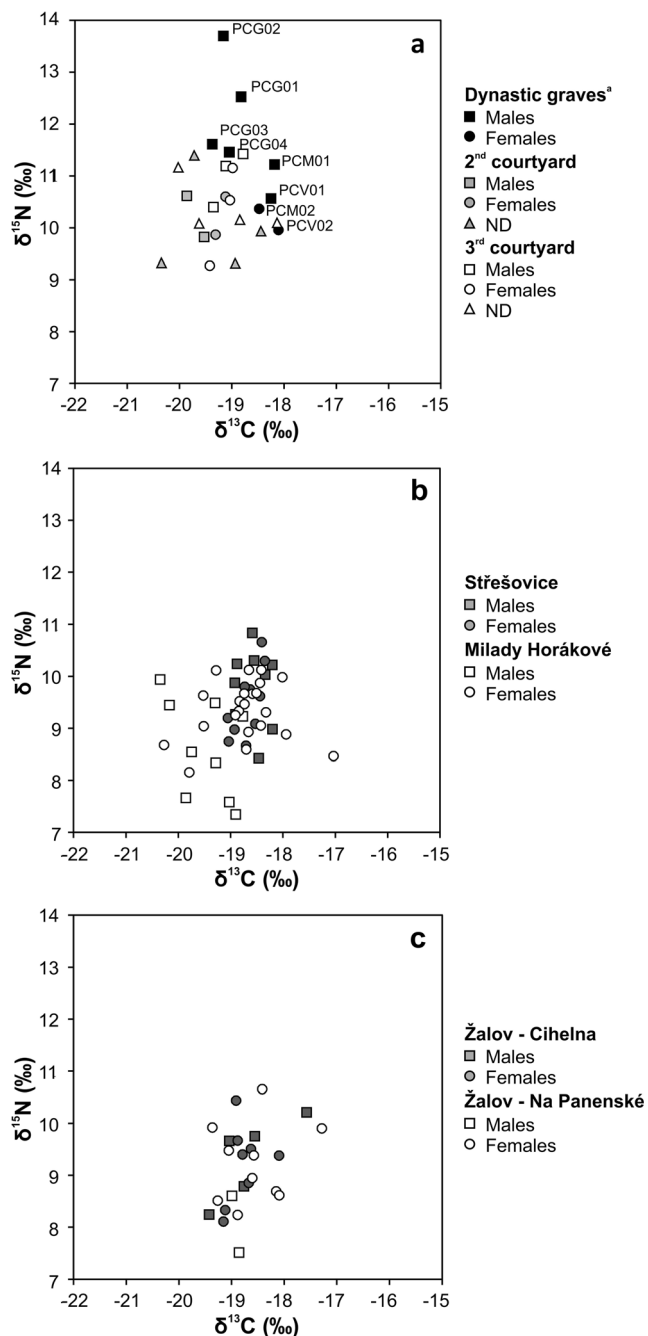 a
14
13
12
11
10
9
8
7
δ¹⁵N (‰)
-22 -21 -20 -19 -18 -17 -16 -15
δ¹³C (‰)
PCG02
PCG01
PCG03
PCG04
PCM01
PCV01
PCM02
PCV02
Dynastic gravesª
Males
Females
2ⁿᵈ courtyard
Males
Females
ND
3ʳᵈ courtyard
Males
Females
ND
b
14
13
12
11
10
9
8
7
δ¹⁵N (‰)
-22 -21 -20 -19 -18 -17 -16 -15
δ¹³C (‰)
Střešovice
Males
Females
Milady Horákové
Males
Females
c
14
13
12
11
10
9
8
7
δ¹⁵N (‰)
-22 -21 -20 -19 -18 -17 -16 -15
δ¹³C (‰)
Žalov - Cihelna
Males
Females
Žalov - Na Panenské
Males
Females